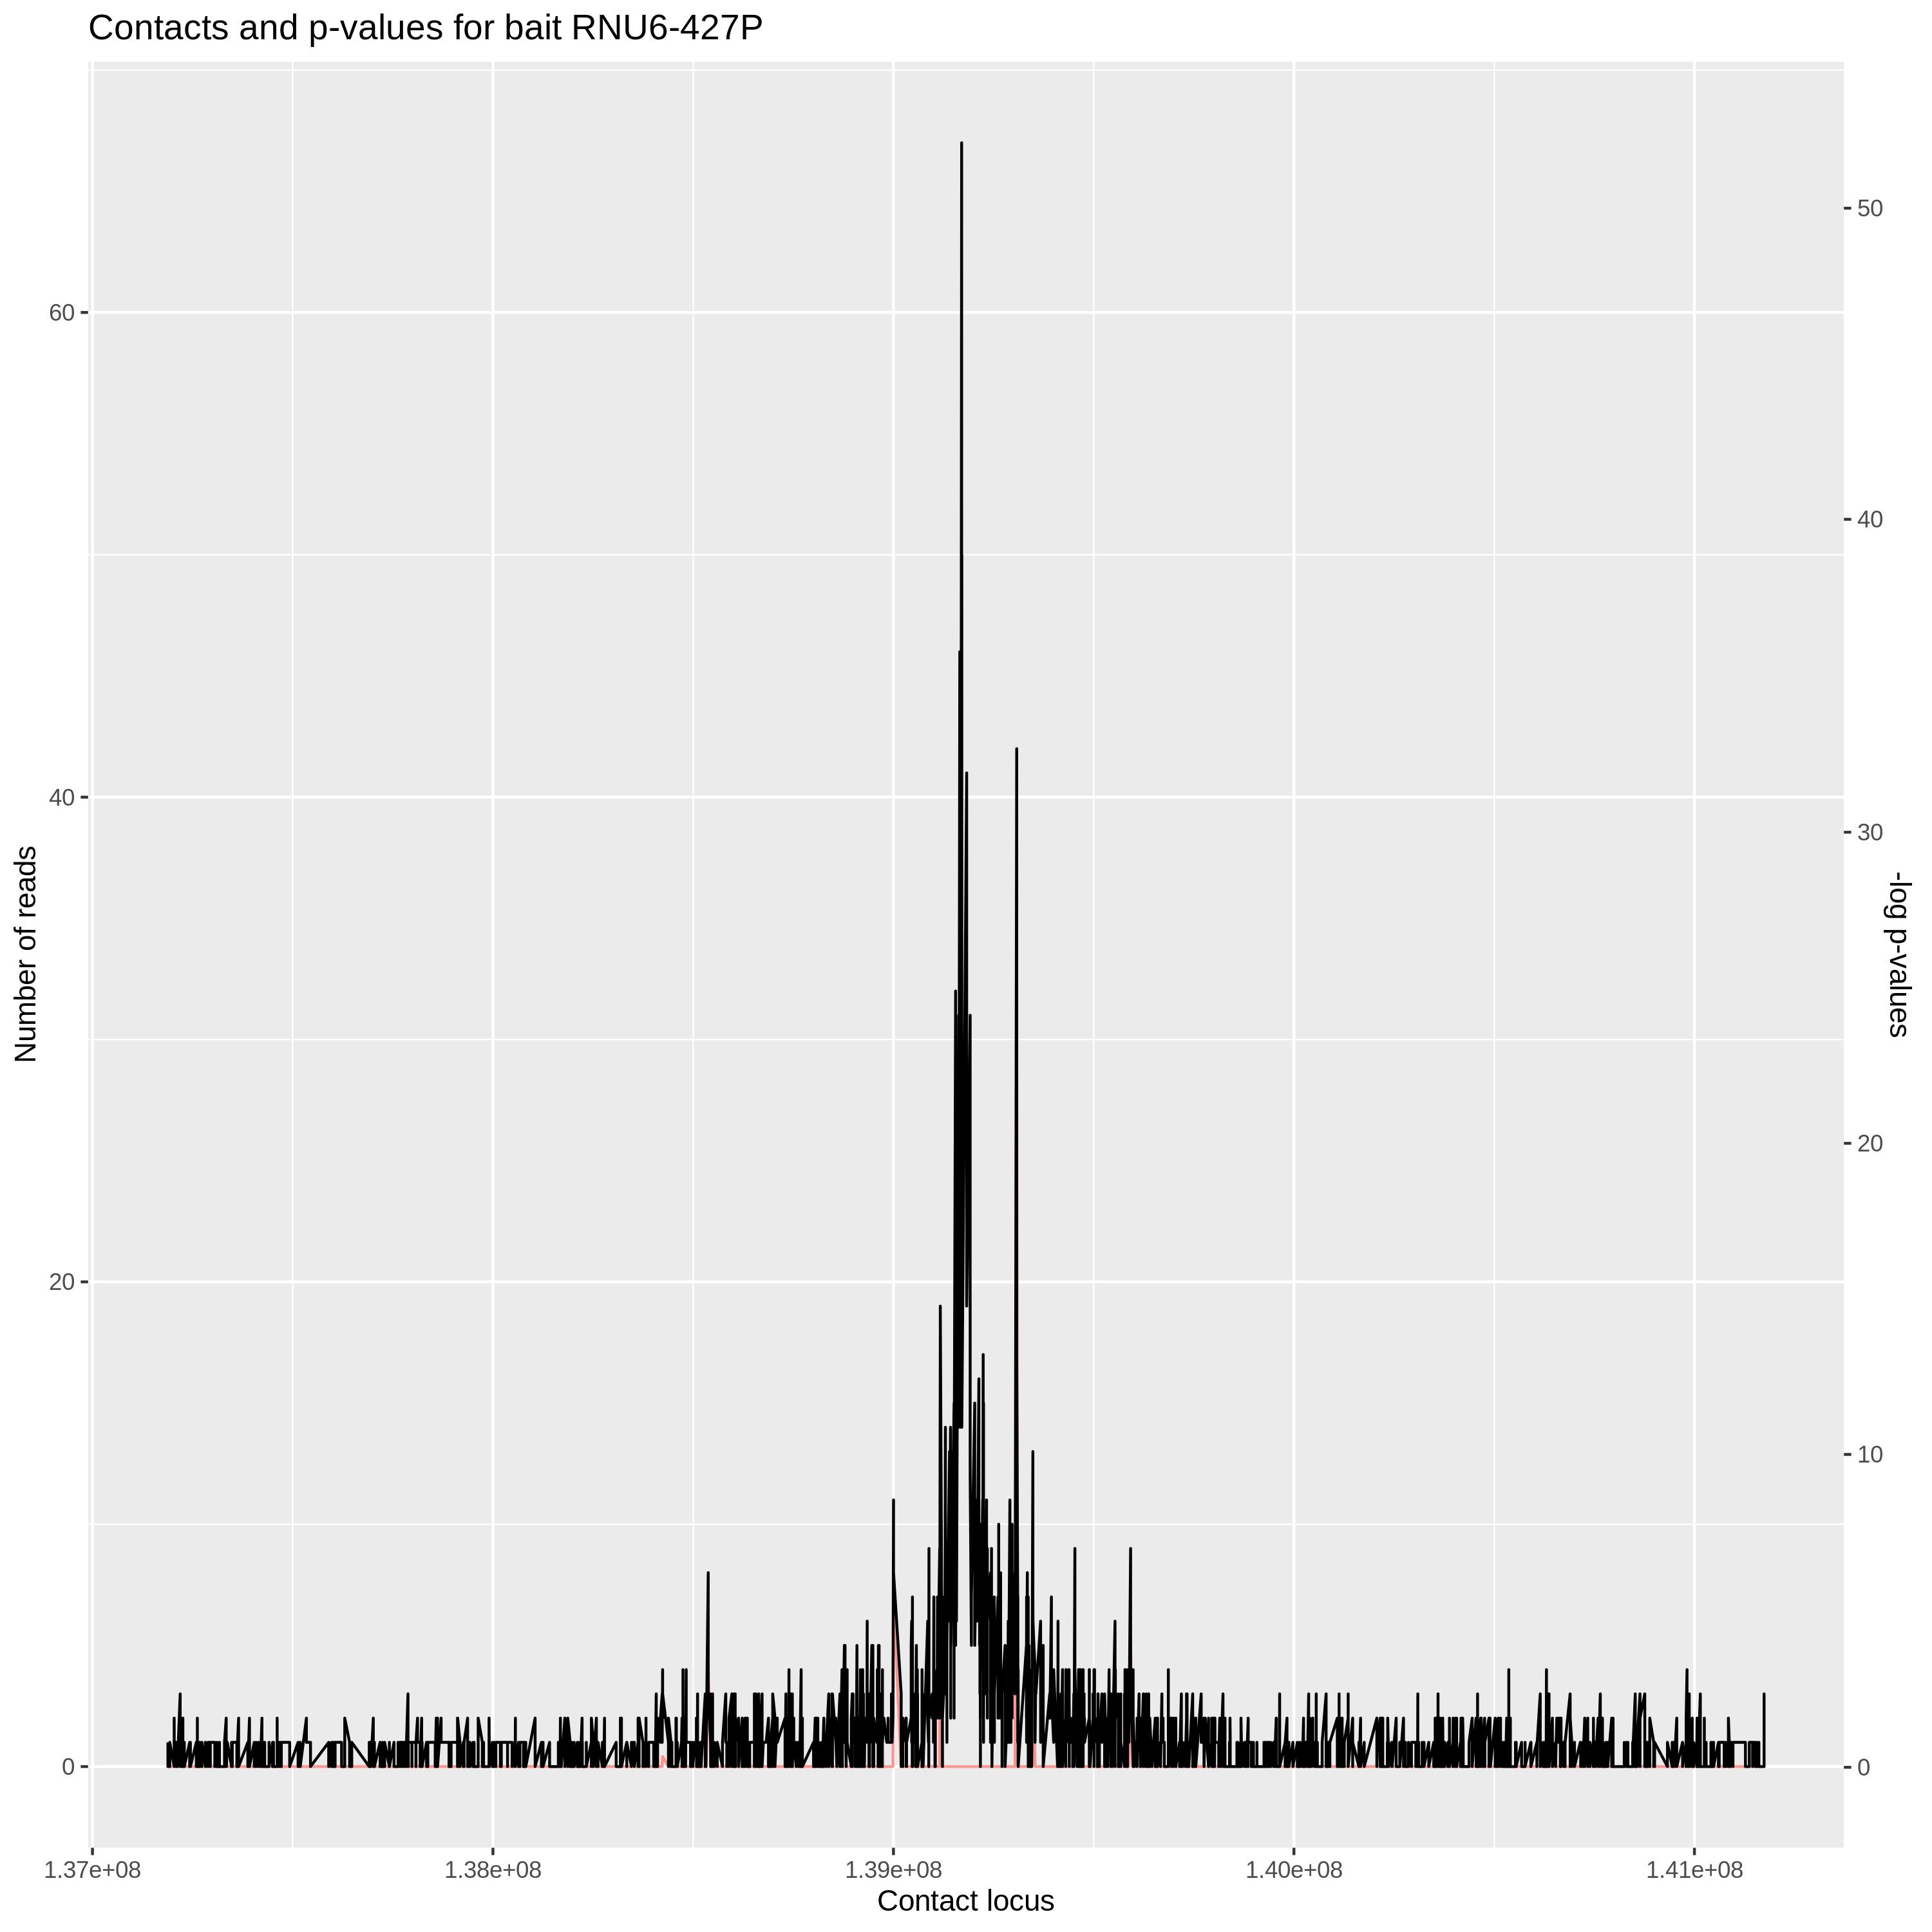 Contacts and p-values for bait RNU6-427P
60
40
20
0
Number of reads
50
40
30
20
10
0
-log p-values
1.37e+08
1.38e+08
1.39e+08
1.40e+08
1.41e+08
Contact locus